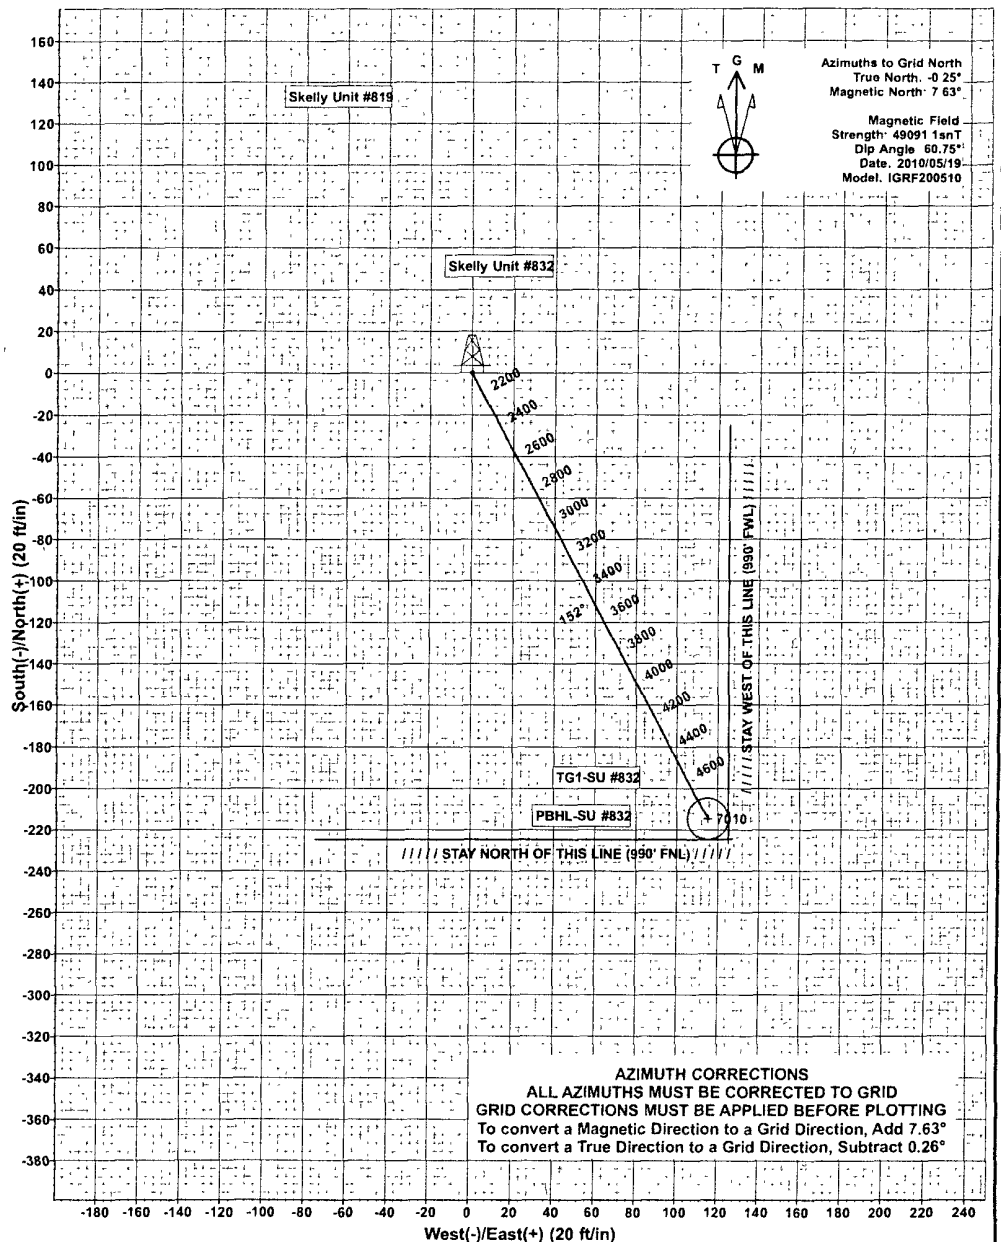 160
140
120
100
80
60
40
20
0
-20
-40
-60
-80
-100
-120
-140
-160
-180
-200
-220
-240
-260
-280
-300
-320
-340
-360
-380
South(-)/North(+) (20 ft/in)
T G M
Azimuths to Grid North
True North. -0 25°
Magnetic North· 7 63°
Magnetic Field
Strength· 49091 1snT
Dip Angle 60.75°
Date. 2010/05/19
Model. IGRF200510
Skelly Unit #819
Skelly Unit #832
2200
2400
2600
2800
3000
3200
3400
152°
3600
3800
4000
4200
4400
4600
7010
TG1-SU #832
PBHL-SU #832
///// STAY WEST OF THIS LINE (990' FWL) /////
///// STAY NORTH OF THIS LINE (990' FNL) /////
AZIMUTH CORRECTIONS
ALL AZIMUTHS MUST BE CORRECTED TO GRID
GRID CORRECTIONS MUST BE APPLIED BEFORE PLOTTING
To convert a Magnetic Direction to a Grid Direction, Add 7.63°
To convert a True Direction to a Grid Direction, Subtract 0.26°
-180 -160 -140 -120 -100 -80 -60 -40 -20 0 20 40 60 80 100 120 140 160 180 200 220 240
West(-)/East(+) (20 ft/in)